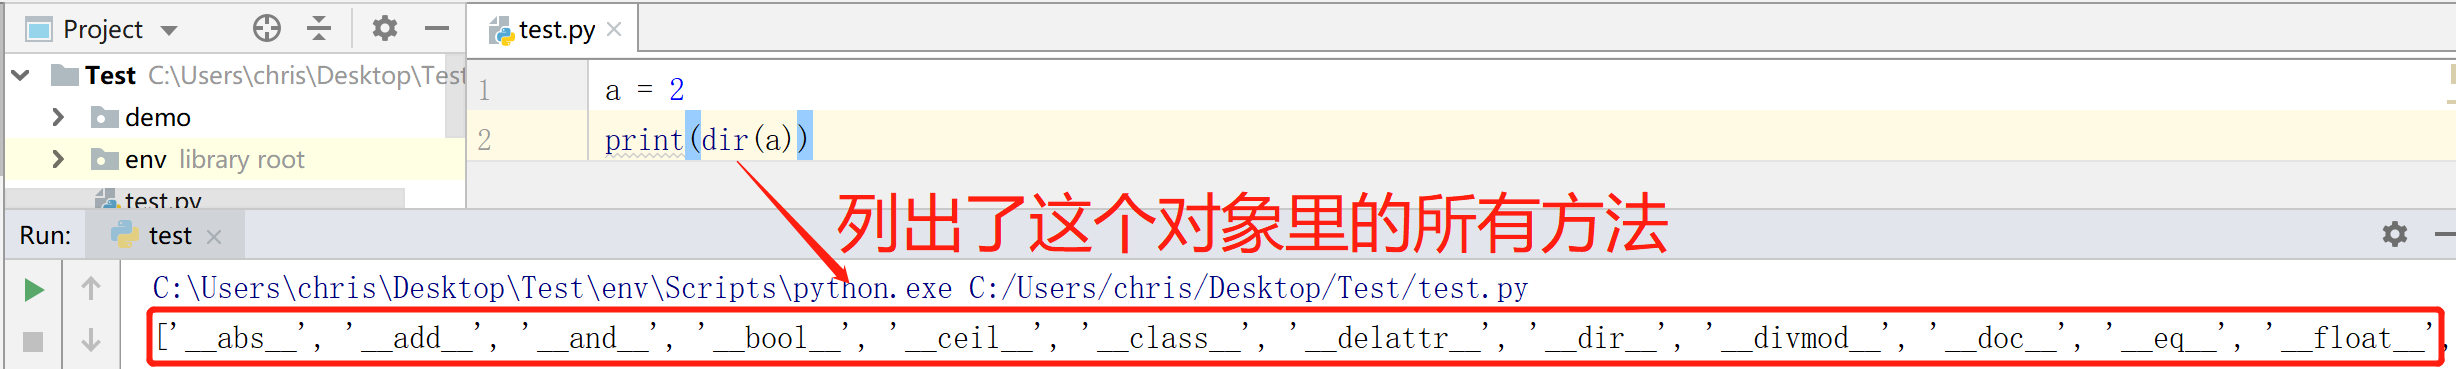 Project
test.py
Test C:\Users\chris\Desktop\Test
demo
env library root
test.py
1 a = 2
2 print(dir(a))
列出了这个对象里的所有方法
Run: test
C:\Users\chris\Desktop\Test\env\Scripts\python.exe C:/Users/chris/Desktop/Test/test.py
['__abs__', '__add__', '__and__', '__bool__', '__ceil__', '__class__', '__delattr__', '__dir__', '__divmod__', '__doc__', '__eq__', '__float__',